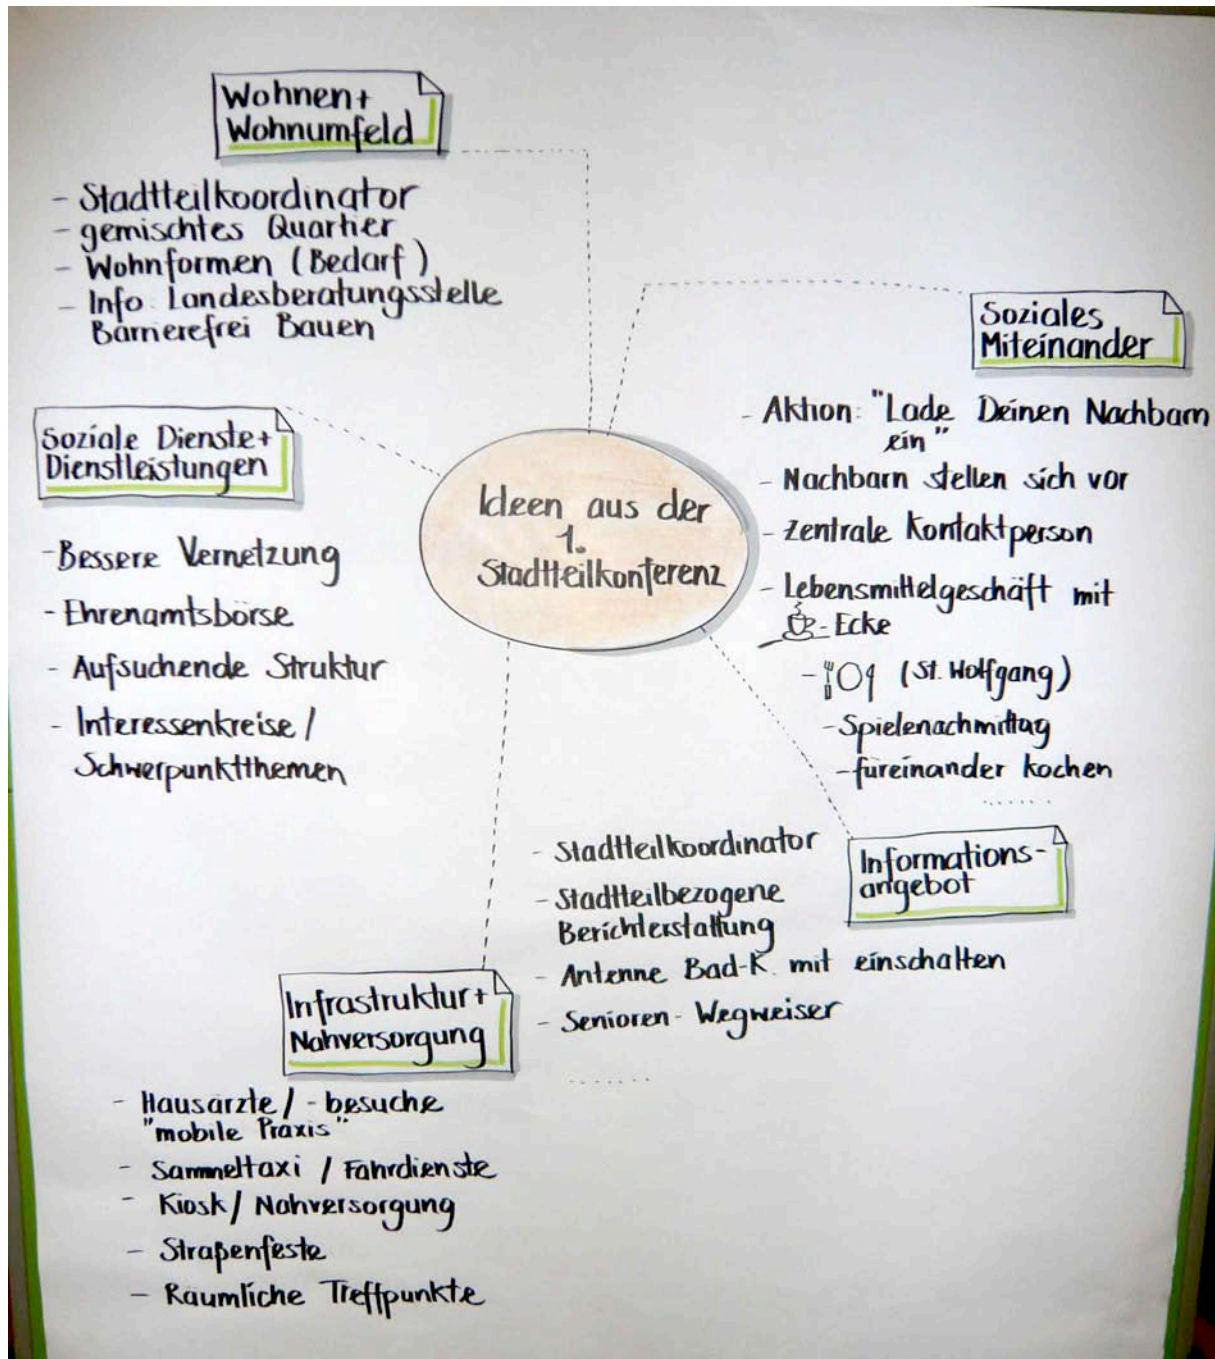 Wohnen+
Wohnumfeld
- Stadtteilkoordinator
- gemischtes Quartier
- Wohnformen (Bedarf)
- Info: Landesberatungsstelle
Barrierefrei Bauen
Soziales
Miteinander
- Aktion: "Lade Deinen Nachbarn
ein"
- Nachbarn stellen sich vor
- zentrale Kontaktperson
- Lebensmittelgeschäft mit
-Ecke
- (St. Wolfgang)
- Spielenachmittag
- füreinander kochen
......
Soziale Dienste+
Dienstleistungen
- Bessere Vernetzung
- Ehrenamtsbörse
- Aufsuchende Struktur
- Interessenkreise /
Schwerpunktthemen
Ideen aus der
1.
Stadtteilkonferenz
Informations-
angebot
- Stadtteilkoordinator
- Stadtteilbezogene
Berichterstattung
- Antenne Bad-K. mit einschalten
- Senioren-Wegweiser
.......
Infrastruktur+
Nahversorgung
- Hausärzte / -besuche
"mobile Praxis"
- Sammeltaxi / Fahrdienste
- Kiosk / Nahversorgung
- Straßenfeste
- Räumliche Treffpunkte